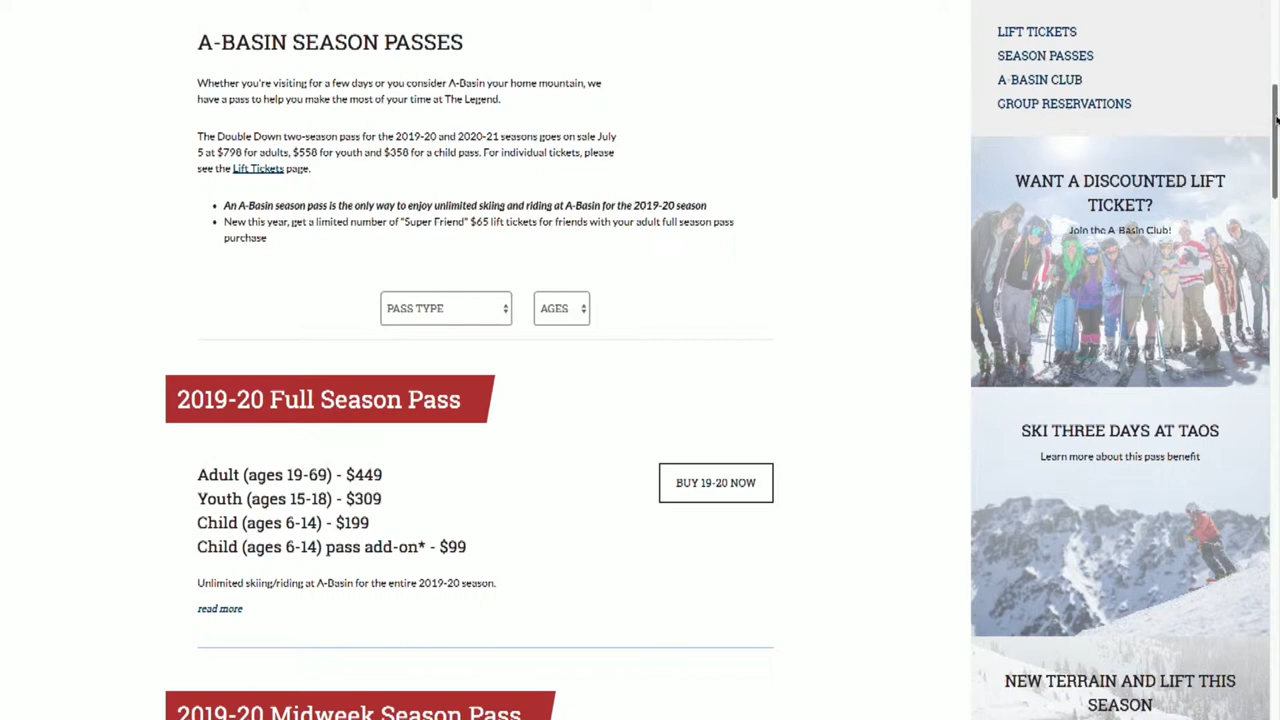 A-BASIN SEASON PASSES
Whether you're visiting for a few days or you consider A-Basin your home mountain, we
have a pass to help you make the most of your time at The Legend.
The Double Down two-season pass for the 2019-20 and 2020-21 seasons goes on sale July
5 at $798 for adults, $558 for youth and $358 for a child pass. For individual tickets, please
see the Lift Tickets page.
An A-Basin season pass is the only way to enjoy unlimited skiing and riding at A-Basin for the 2019-20 season
New this year, get a limited number of "Super Friend" $65 lift tickets for friends with your adult full season pass
purchase
PASS TYPE
AGES
2019-20 Full Season Pass
Adult (ages 19-69) - $449
Youth (ages 15-18) - $309
Child (ages 6-14) - $199
Child (ages 6-14) pass add-on* - $99
BUY 19-20 NOW
Unlimited skiing/riding at A-Basin for the entire 2019-20 season.
read more
2019-20 Midweek Season Pass
LIFT TICKETS
SEASON PASSES
A-BASIN CLUB
GROUP RESERVATIONS
WANT A DISCOUNTED LIFT
TICKET?
Join the A-Basin Club!
SKI THREE DAYS AT TAOS
Learn more about this pass benefit
NEW TERRAIN AND LIFT THIS
SEASON